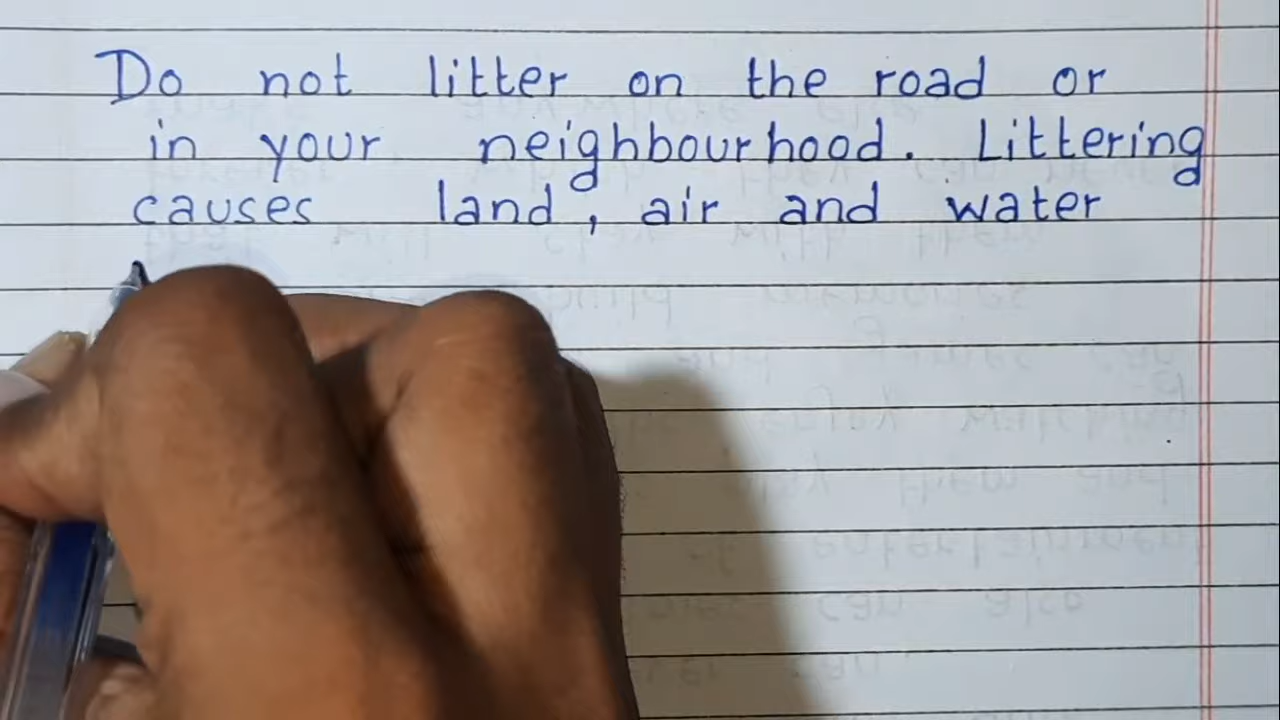 Do not litter on the road or
in your neighbourhood. Littering
causes land, air and water